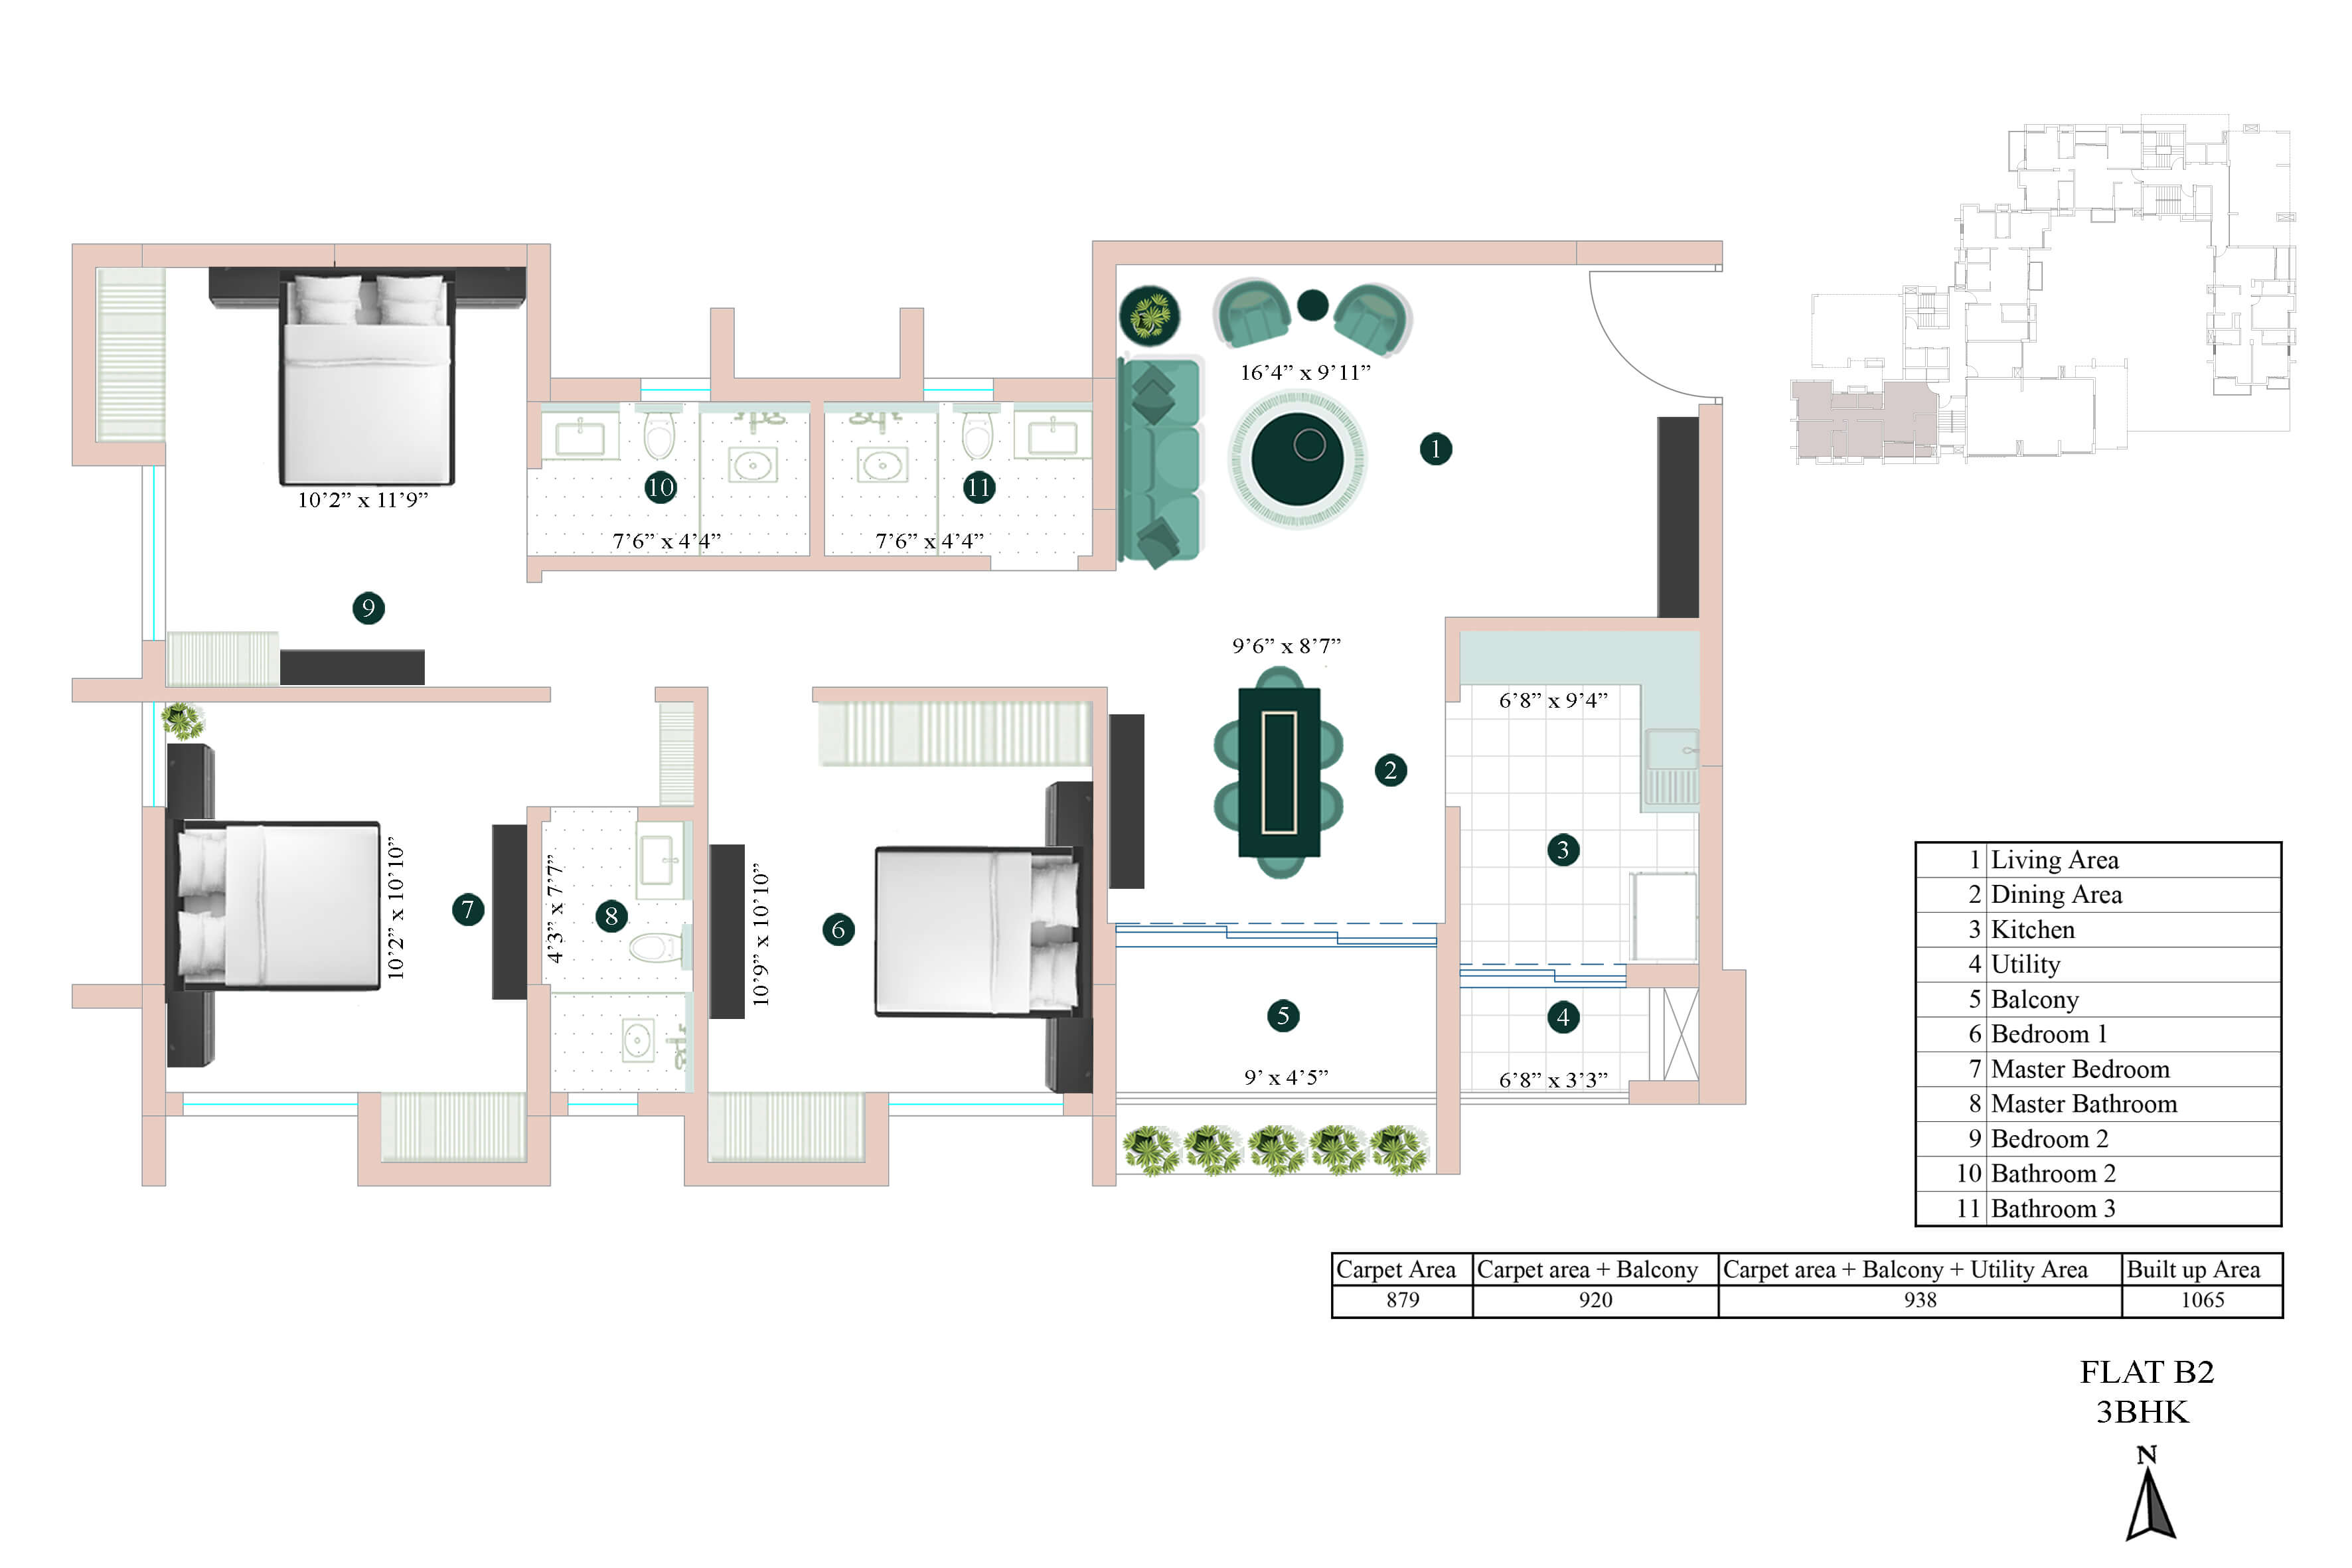 16’4” x 9’11”
1
10’2” x 11’9”
10
11
7’6” x 4’4”
7’6” x 4’4”
9
9’6” x 8’7”
6’8” x 9’4”
2
3
10’2” x 10’10”
7
4’3” x 7’7”
8
10’9” x 10’10”
6
5
4
9’ x 4’5”
6’8” x 3’3”
1 Living Area
2 Dining Area
3 Kitchen
4 Utility
5 Balcony
6 Bedroom 1
7 Master Bedroom
8 Master Bathroom
9 Bedroom 2
10 Bathroom 2
11 Bathroom 3
Carpet Area Carpet area + Balcony Carpet area + Balcony + Utility Area Built up Area
879 920 938 1065
FLAT B2
3BHK
N